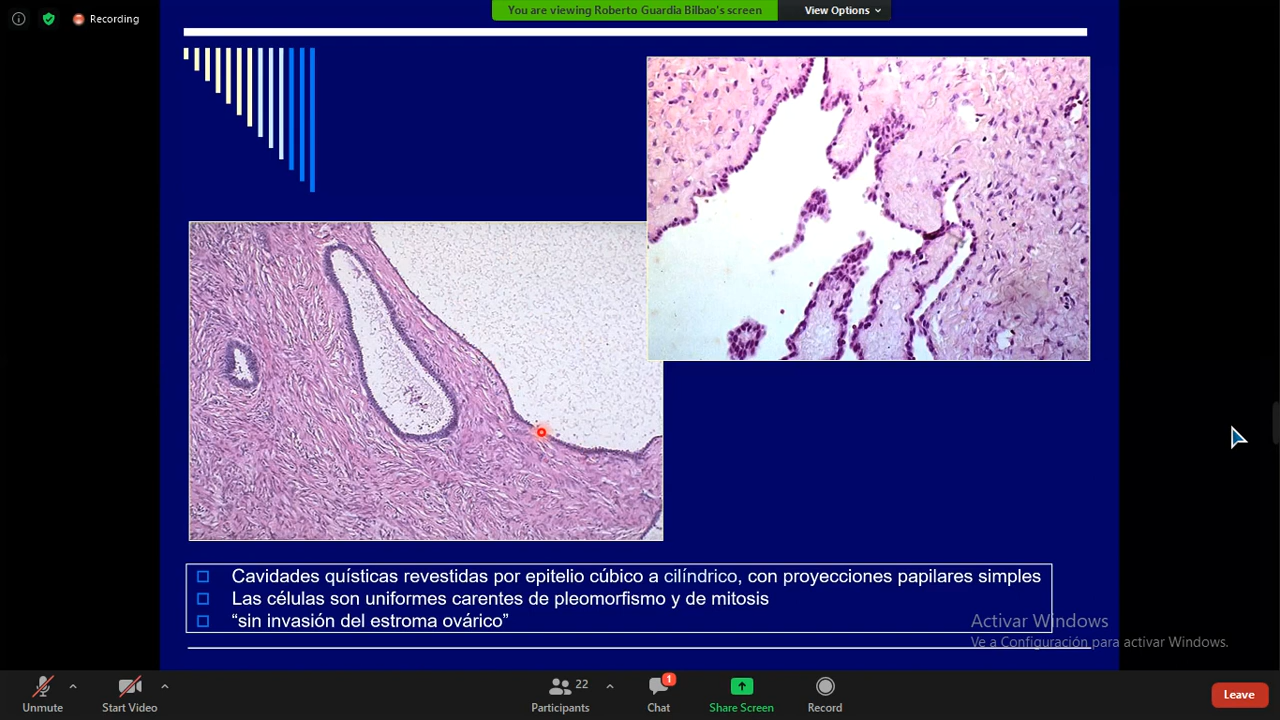 Recording
You are viewing Roberto Guardia Bilbao's screen
View Options
Cavidades quísticas revestidas por epitelio cúbico a cilíndrico, con proyecciones papilares simples
Las células son uniformes carentes de pleomorfismo y de mitosis
“sin invasión del estroma ovárico”
Activar Windows
Ve a Configuración para activar Windows.
Unmute
Start Video
22
Participants
1
Chat
Share Screen
Record
Leave